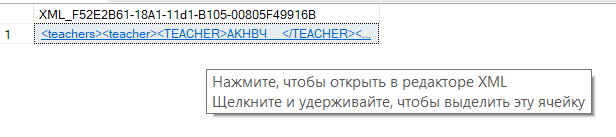 XML_F52E2B61-18A1-11d1-B105-00805F49916B
1 <teachers><teacher><TEACHER>АКНВЧ </TEACHER><...
Нажмите, чтобы открыть в редакторе XML
Щелкните и удерживайте, чтобы выделить эту ячейку